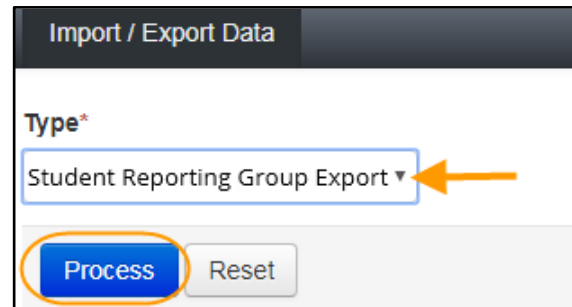 Import / Export Data
Type*
Student Reporting Group Export
Process Reset